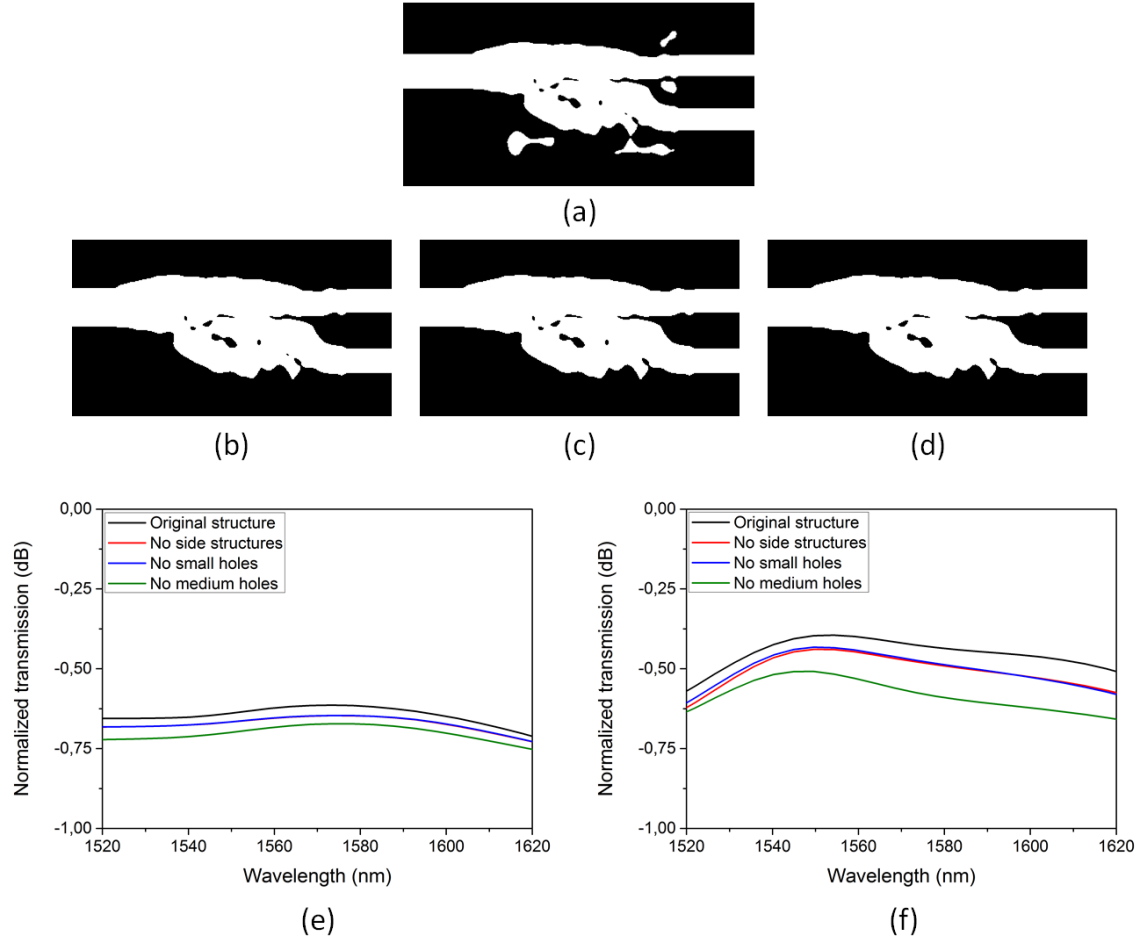 (a)
(b) (c) (d)
0,00
-0,25
-0,50
-0,75
-1,00
Normalized transmission (dB)
Original structure
No side structures
No small holes
No medium holes
1520 1540 1560 1580 1600 1620
Wavelength (nm)
(e)
0,00
-0,25
-0,50
-0,75
-1,00
Normalized transmission (dB)
Original structure
No side structures
No small holes
No medium holes
1520 1540 1560 1580 1600 1620
Wavelength (nm)
(f)